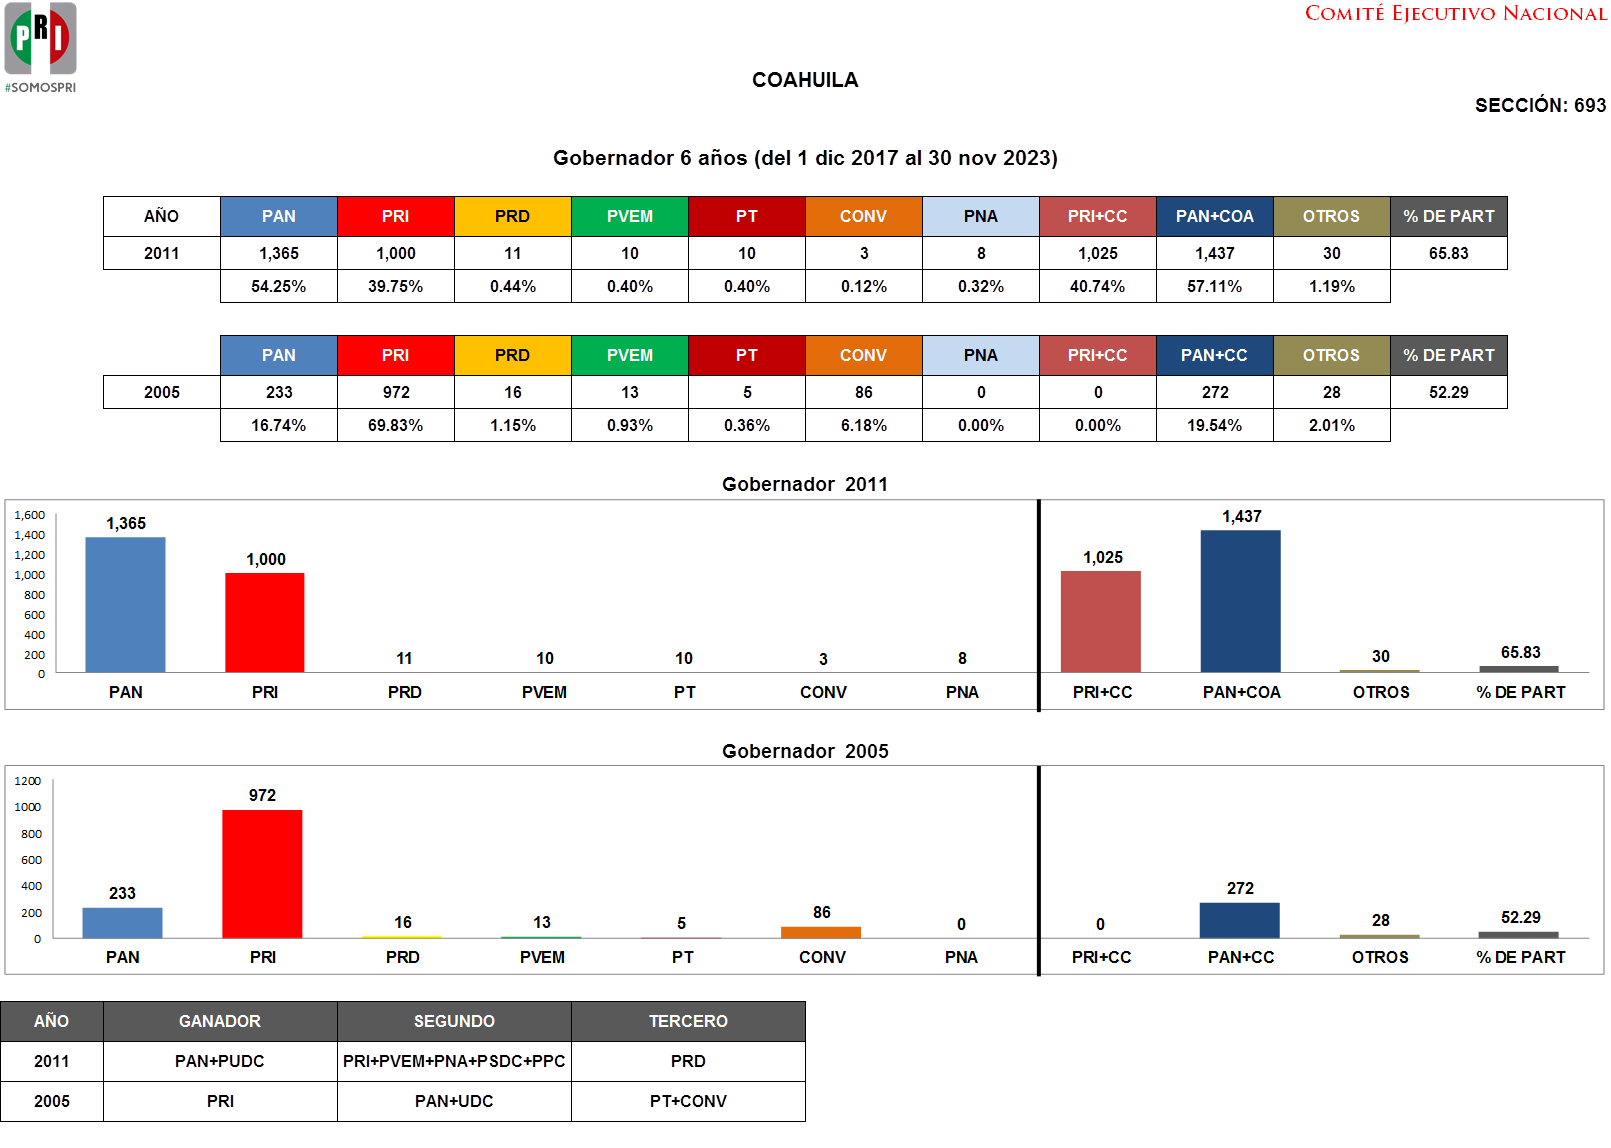 PRI
#SOMOSPRI
COMITÉ EJECUTIVO NACIONAL
COAHUILA
SECCIÓN: 693
Gobernador 6 años (del 1 dic 2017 al 30 nov 2023)
AÑO PAN PRI PRD PVEM PT CONV PNA PRI+CC PAN+COA OTROS % DE PART
2011 1,365 1,000 11 10 10 3 8 1,025 1,437 30 65.83
54.25% 39.75% 0.44% 0.40% 0.40% 0.12% 0.32% 40.74% 57.11% 1.19%
PAN PRI PRD PVEM PT CONV PNA PRI+CC PAN+CC OTROS % DE PART
2005 233 972 16 13 5 86 0 0 272 28 52.29
16.74% 69.83% 1.15% 0.93% 0.36% 6.18% 0.00% 0.00% 19.54% 2.01%
Gobernador 2011
1,600
1,400
1,200
1,000
800
600
400
200
0
1,365 1,000 11 10 10 3 8 1,025 1,437 30 65.83
PAN PRI PRD PVEM PT CONV PNA PRI+CC PAN+COA OTROS % DE PART
Gobernador 2005
1200
1000
800
600
400
200
0
233 972 16 13 5 86 0 0 272 28 52.29
PAN PRI PRD PVEM PT CONV PNA PRI+CC PAN+CC OTROS % DE PART
AÑO GANADOR SEGUNDO TERCERO
2011 PAN+PUDC PRI+PVEM+PNA+PSDC+PPC PRD
2005 PRI PAN+UDC PT+CONV